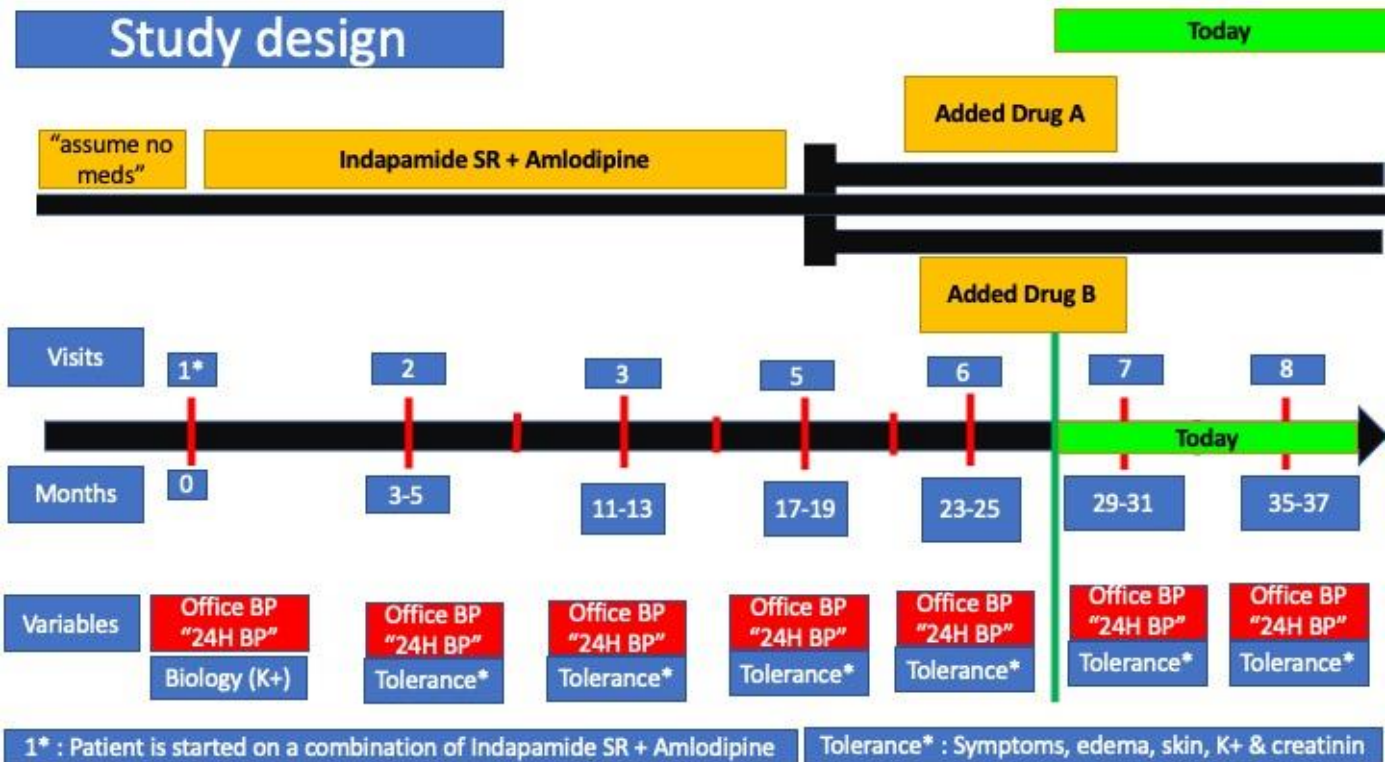 Study design
Today
Added Drug A
“assume no
meds”
Indapamide SR + Amlodipine
Added Drug B
Visits
1*
2
3
5
6
7
8
Today
Months
0
3-5
11-13
17-19
23-25
29-31
35-37
Variables
Office BP
“24H BP”
Biology (K+)
Office BP
“24H BP”
Tolerance*
Office BP
“24H BP”
Tolerance*
Office BP
“24H BP”
Tolerance*
Office BP
“24H BP”
Tolerance*
Office BP
“24H BP”
Tolerance*
Office BP
“24H BP”
Tolerance*
1* : Patient is started on a combination of Indapamide SR + Amlodipine
Tolerance* : Symptoms, edema, skin, K+ & creatinin